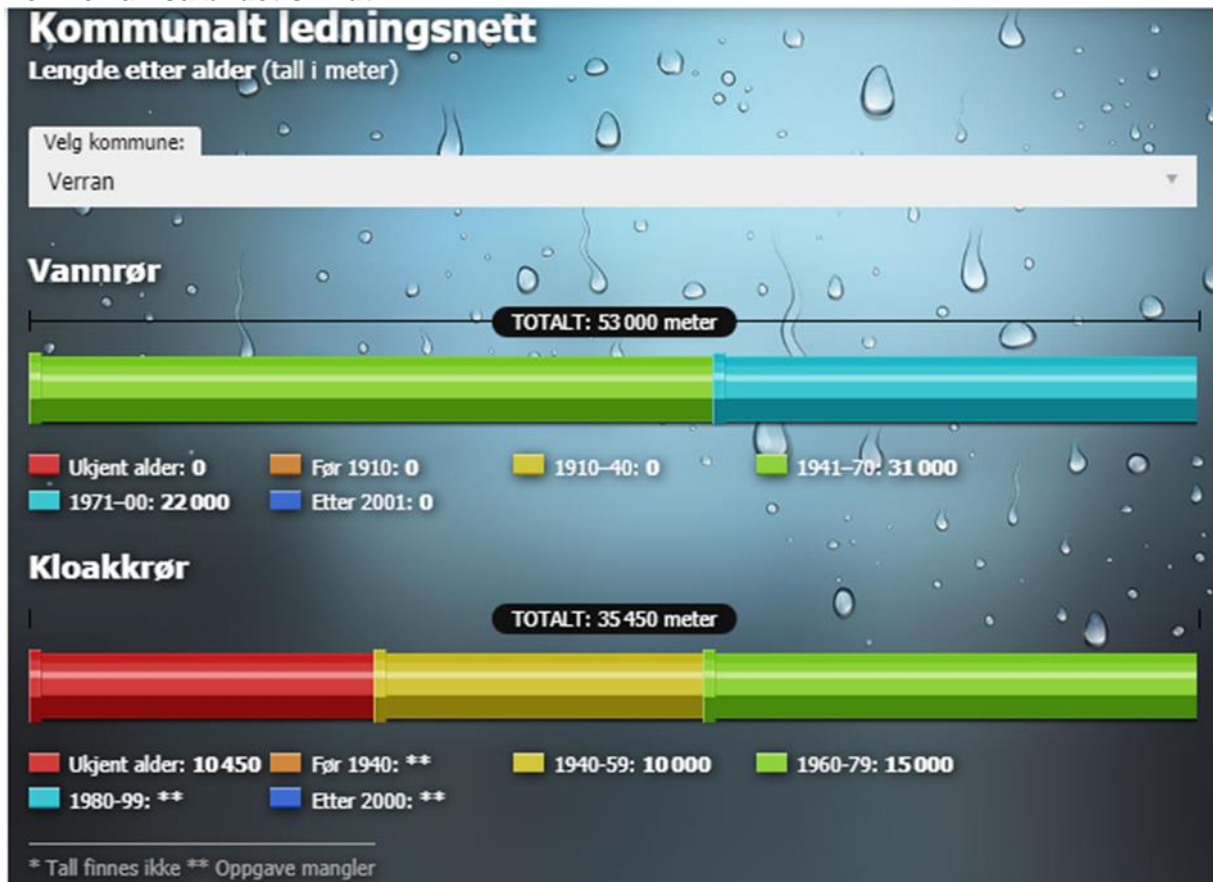 Kommunalt ledningsnett
Lengde etter alder (tall i meter)
Velg kommune:
Verran
Vannrør
TOTALT: 53 000 meter
Ukjent alder: 0 Før 1910: 0 1910–40: 0 1941–70: 31 000
1971–00: 22 000 Etter 2001: 0
Kloakkrør
TOTALT: 35 450 meter
Ukjent alder: 10 450 Før 1940: ** 1940-59: 10 000 1960-79: 15 000
1980-99: ** Etter 2000: **
* Tall finnes ikke ** Oppgave mangler